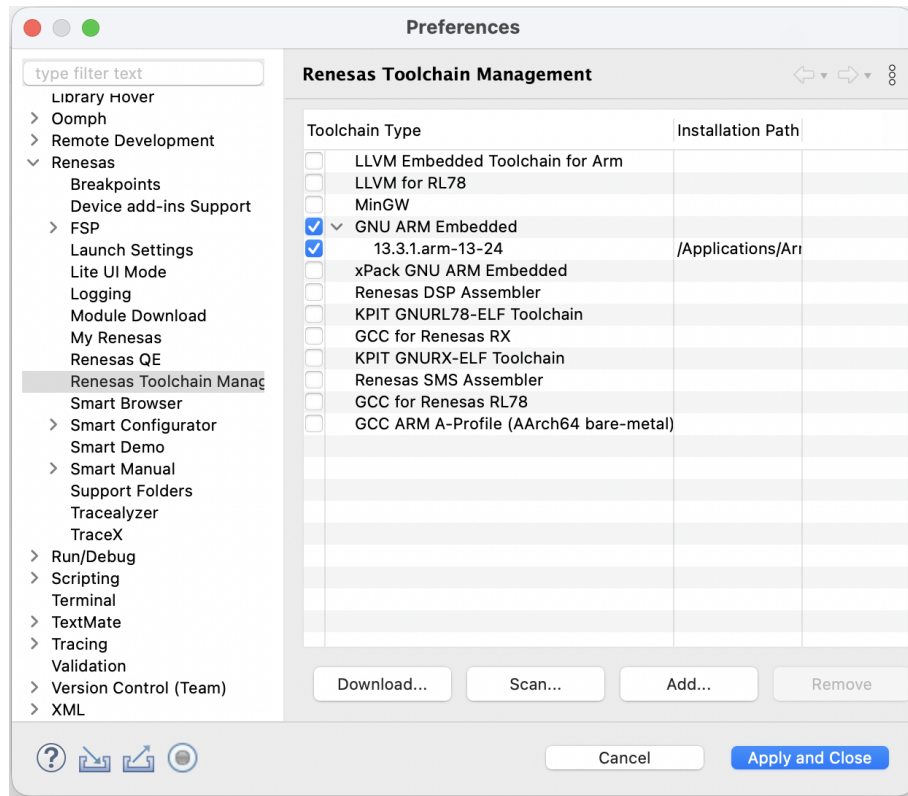 Preferences
type filter text
Library Hover
Oomph
Remote Development
Renesas
Breakpoints
Device add-ins Support
FSP
Launch Settings
Lite UI Mode
Logging
Module Download
My Renesas
Renesas QE
Renesas Toolchain Manag
Smart Browser
Smart Configurator
Smart Demo
Smart Manual
Support Folders
Tracealyzer
TraceX
Run/Debug
Scripting
Terminal
TextMate
Tracing
Validation
Version Control (Team)
XML
Renesas Toolchain Management
Toolchain Type Installation Path
LLVM Embedded Toolchain for Arm
LLVM for RL78
MinGW
GNU ARM Embedded
13.3.1.arm-13-24 /Applications/Arr
xPack GNU ARM Embedded
Renesas DSP Assembler
KPIT GNURL78-ELF Toolchain
GCC for Renesas RX
KPIT GNURX-ELF Toolchain
Renesas SMS Assembler
GCC for Renesas RL78
GCC ARM A-Profile (AArch64 bare-metal)
Download... Scan... Add... Remove
? Cancel Apply and Close